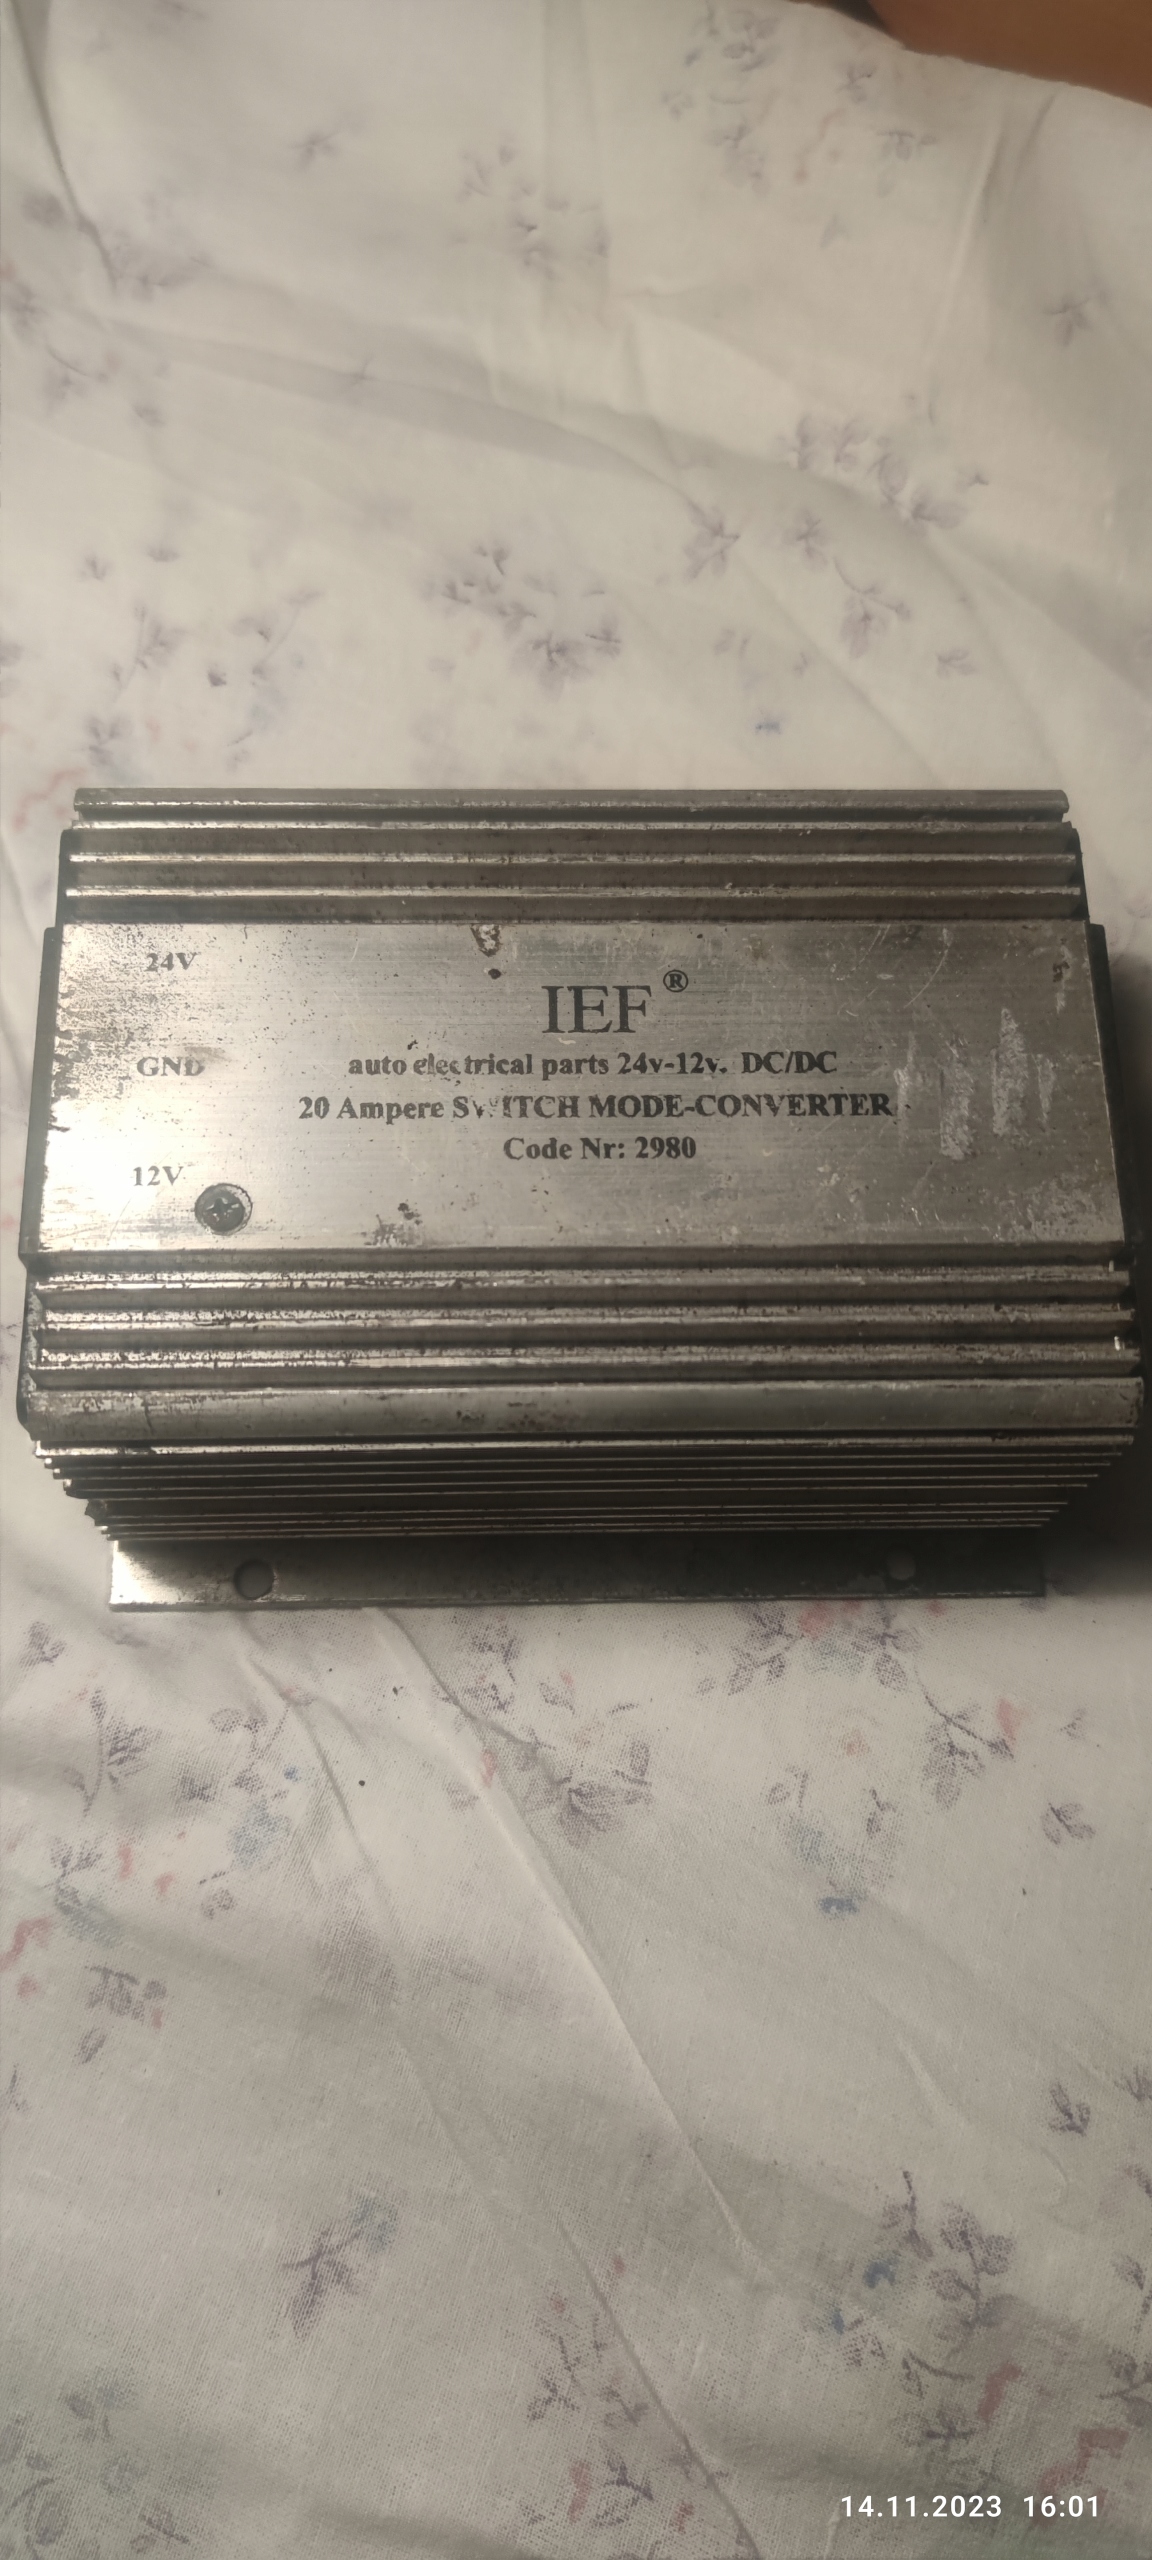 24V
IEF®
GND
auto electrical parts 24v-12v. DC/DC
20 Ampere SWITCH MODE-CONVERTER
Code Nr: 2980
12V
14.11.2023 16:01